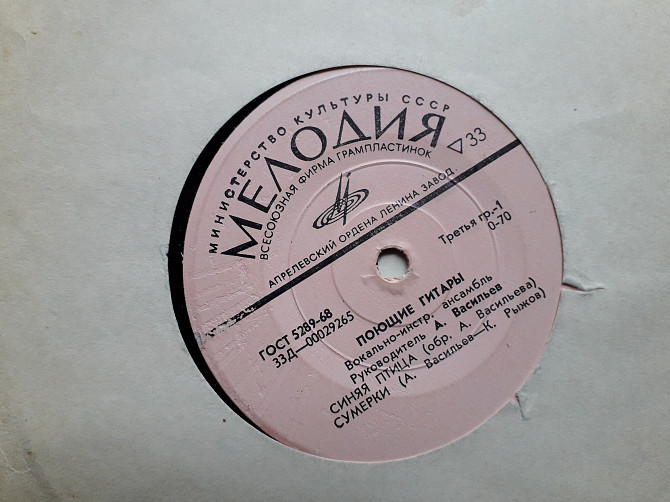 МИНИСТЕРСТВО КУЛЬТУРЫ СССР
МЕЛОДИЯ
33
ВСЕСОЮЗНАЯ ФИРМА ГРАМПЛАСТИНОК
АПРЕЛЕВСКИЙ ОРДЕНА ЛЕНИНА ЗАВОД.
Третья гр.-1
0-70
ГОСТ 5289-68
33Д—00029265
ПОЮЩИЕ ГИТАРЫ
Вокально-инстр. ансамбль
Руководитель А. Васильев
СИНЯЯ ПТИЦА (обр. А. Васильева)
СУМЕРКИ (А. Васильев—К. Рыжов)